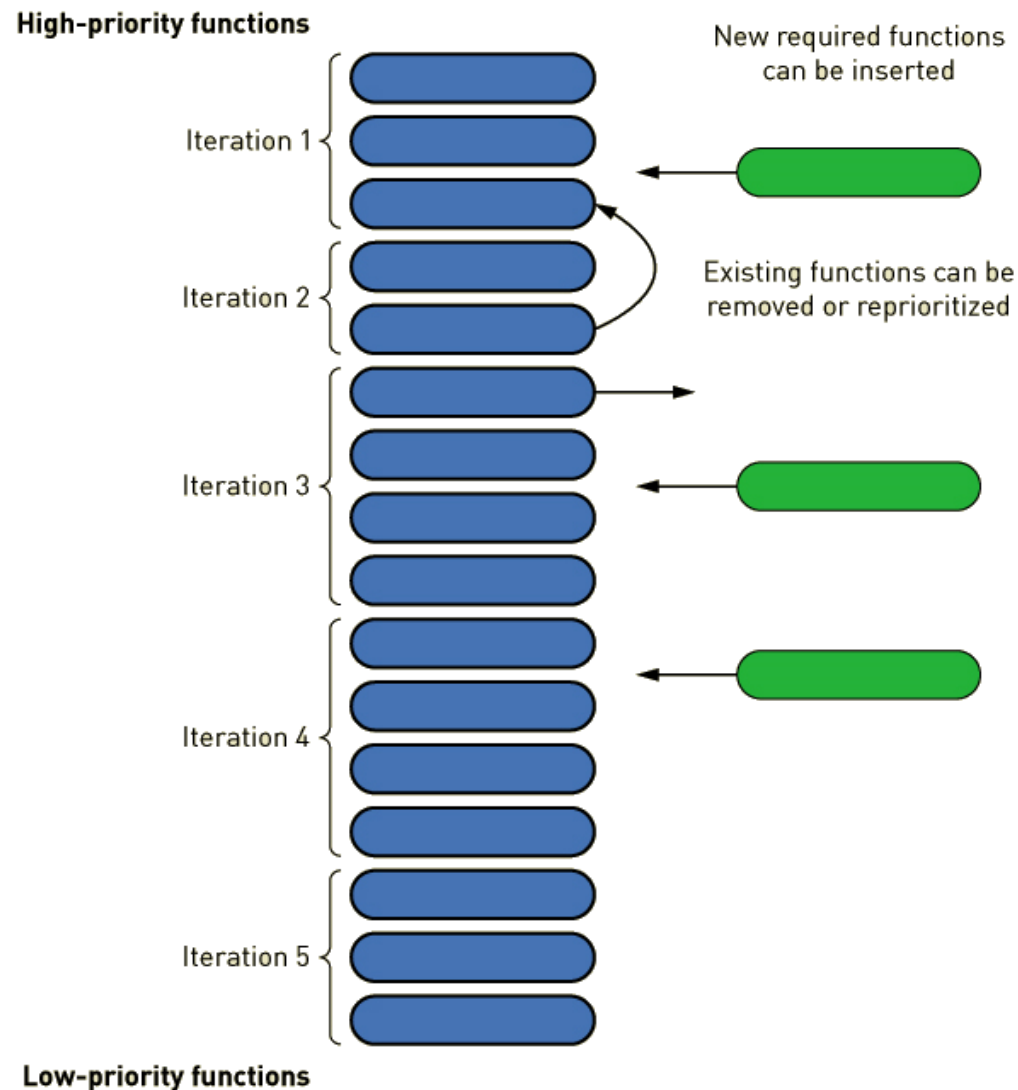 High-priority functions
New required functions
can be inserted
Iteration 1
Existing functions can be
removed or reprioritized
Iteration 2
Iteration 3
Iteration 4
Iteration 5
Low-priority functions